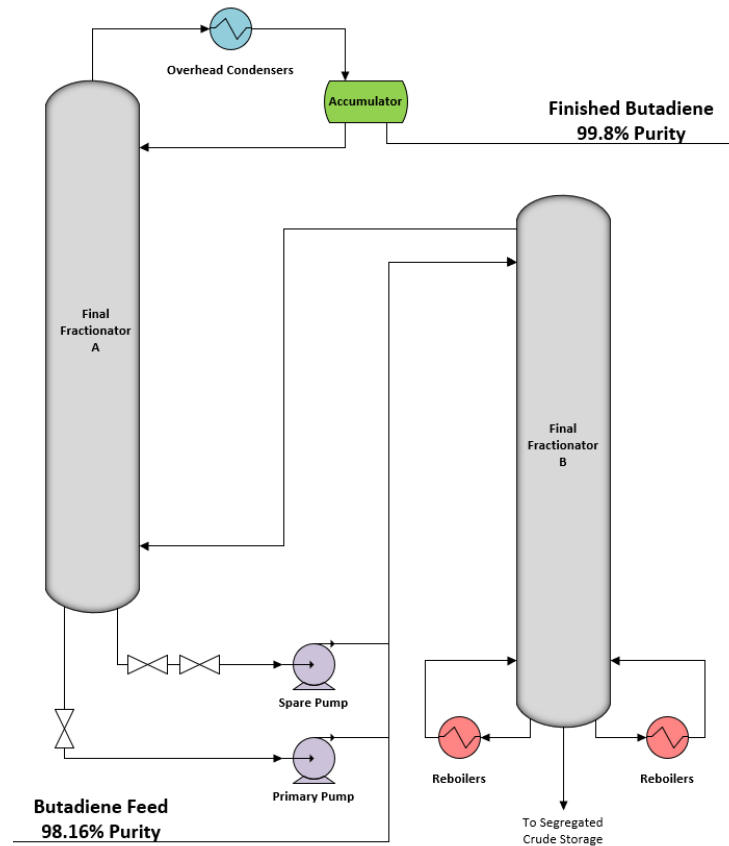 Overhead Condensers
Accumulator
Finished Butadiene
99.8% Purity
Final
Fractionator
A
Final
Fractionator
B
Spare Pump
Primary Pump
Reboilers
Reboilers
Butadiene Feed
98.16% Purity
To Segregated
Crude Storage